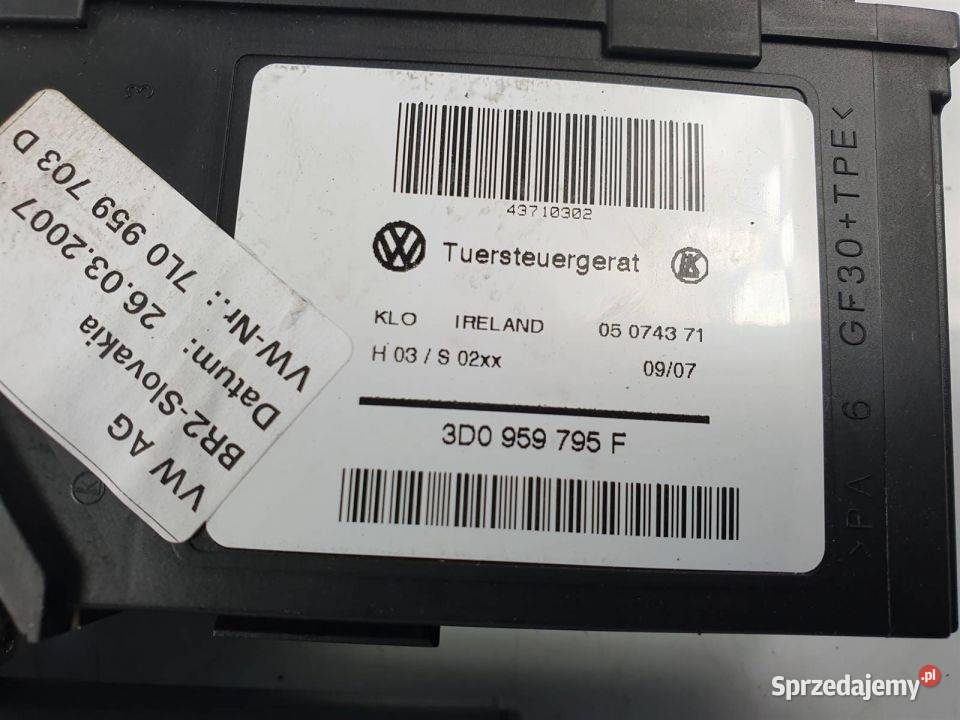 43710302
Tuersteuergerat
KLO IRELAND 05 0743 71
H 03 / S 02xx 09/07
3D0 959 795 F
VW AG
BR2-Slovakia
Datum: 26.03.2007
VW-Nr.: 7L0 959 703 D
>PA 6 GF30+TPE<
3
Sprzedajemy.pl